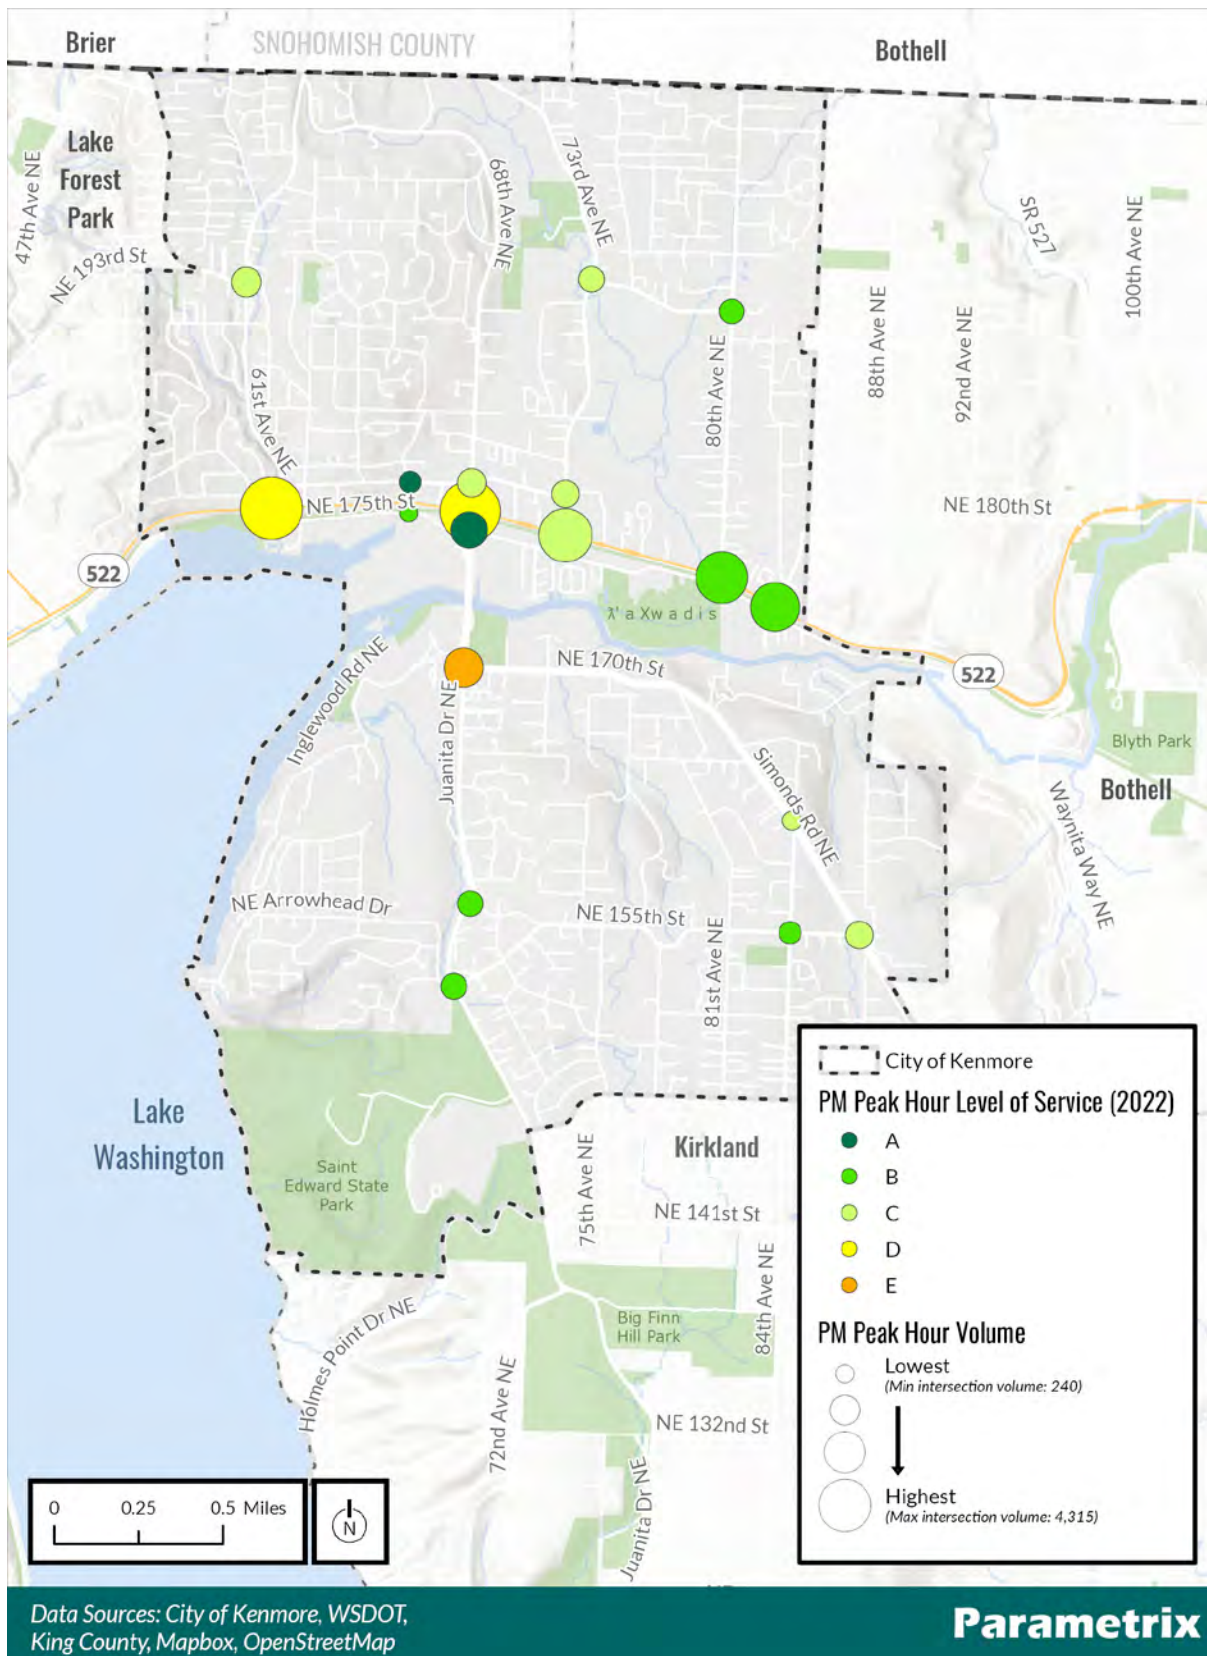 Brier
SNOHOMISH COUNTY
Bothell
Lake
Forest
Park
47th Ave NE
NE 193rd St
68th Ave NE
73rd Ave NE
SR 527
100th Ave NE
61st Ave NE
80th Ave NE
88th Ave NE
92nd Ave NE
NE 175th St
NE 180th St
522
ƛ' a X w a d i s
Inglewood Rd NE
NE 170th St
522
Juanita Dr NE
Simonds Rd NE
Blyth Park
Bothell
Waynita Way NE
NE Arrowhead Dr
NE 155th St
81st Ave NE
Lake
Washington
Saint
Edward State
Park
75th Ave NE
Kirkland
NE 141st St
84th Ave NE
Holmes Point Dr NE
Big Finn
Hill Park
72nd Ave NE
NE 132nd St
Juanita Dr NE
City of Kenmore
PM Peak Hour Level of Service (2022)
A
B
C
D
E
PM Peak Hour Volume
Lowest
(Min intersection volume: 240)
Highest
(Max intersection volume: 4,315)
0 0.25 0.5 Miles
N
Data Sources: City of Kenmore, WSDOT,
King County, Mapbox, OpenStreetMap
Parametrix